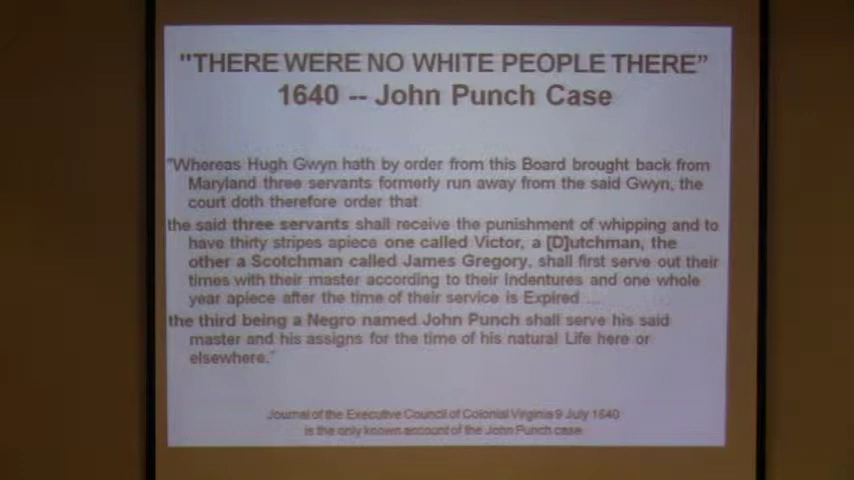 "THERE WERE NO WHITE PEOPLE THERE”
1640 -- John Punch Case
"Whereas Hugh Gwyn hath by order from this Board brought back from
Maryland three servants formerly run away from the said Gwyn, the
court doth therefore order that
the said three servants shall receive the punishment of whipping and to
have thirty stripes apiece one called Victor, a [D]utchman, the
other a Scotchman called James Gregory, shall first serve out their
times with their master according to their Indentures and one whole
year apiece after the time of their service is Expired ...
the third being a Negro named John Punch shall serve his said
master and his assigns for the time of his natural Life here or
elsewhere."
Journal of the Executive Council of Colonial Virginia 9 July 1640
is the only known account of the John Punch case